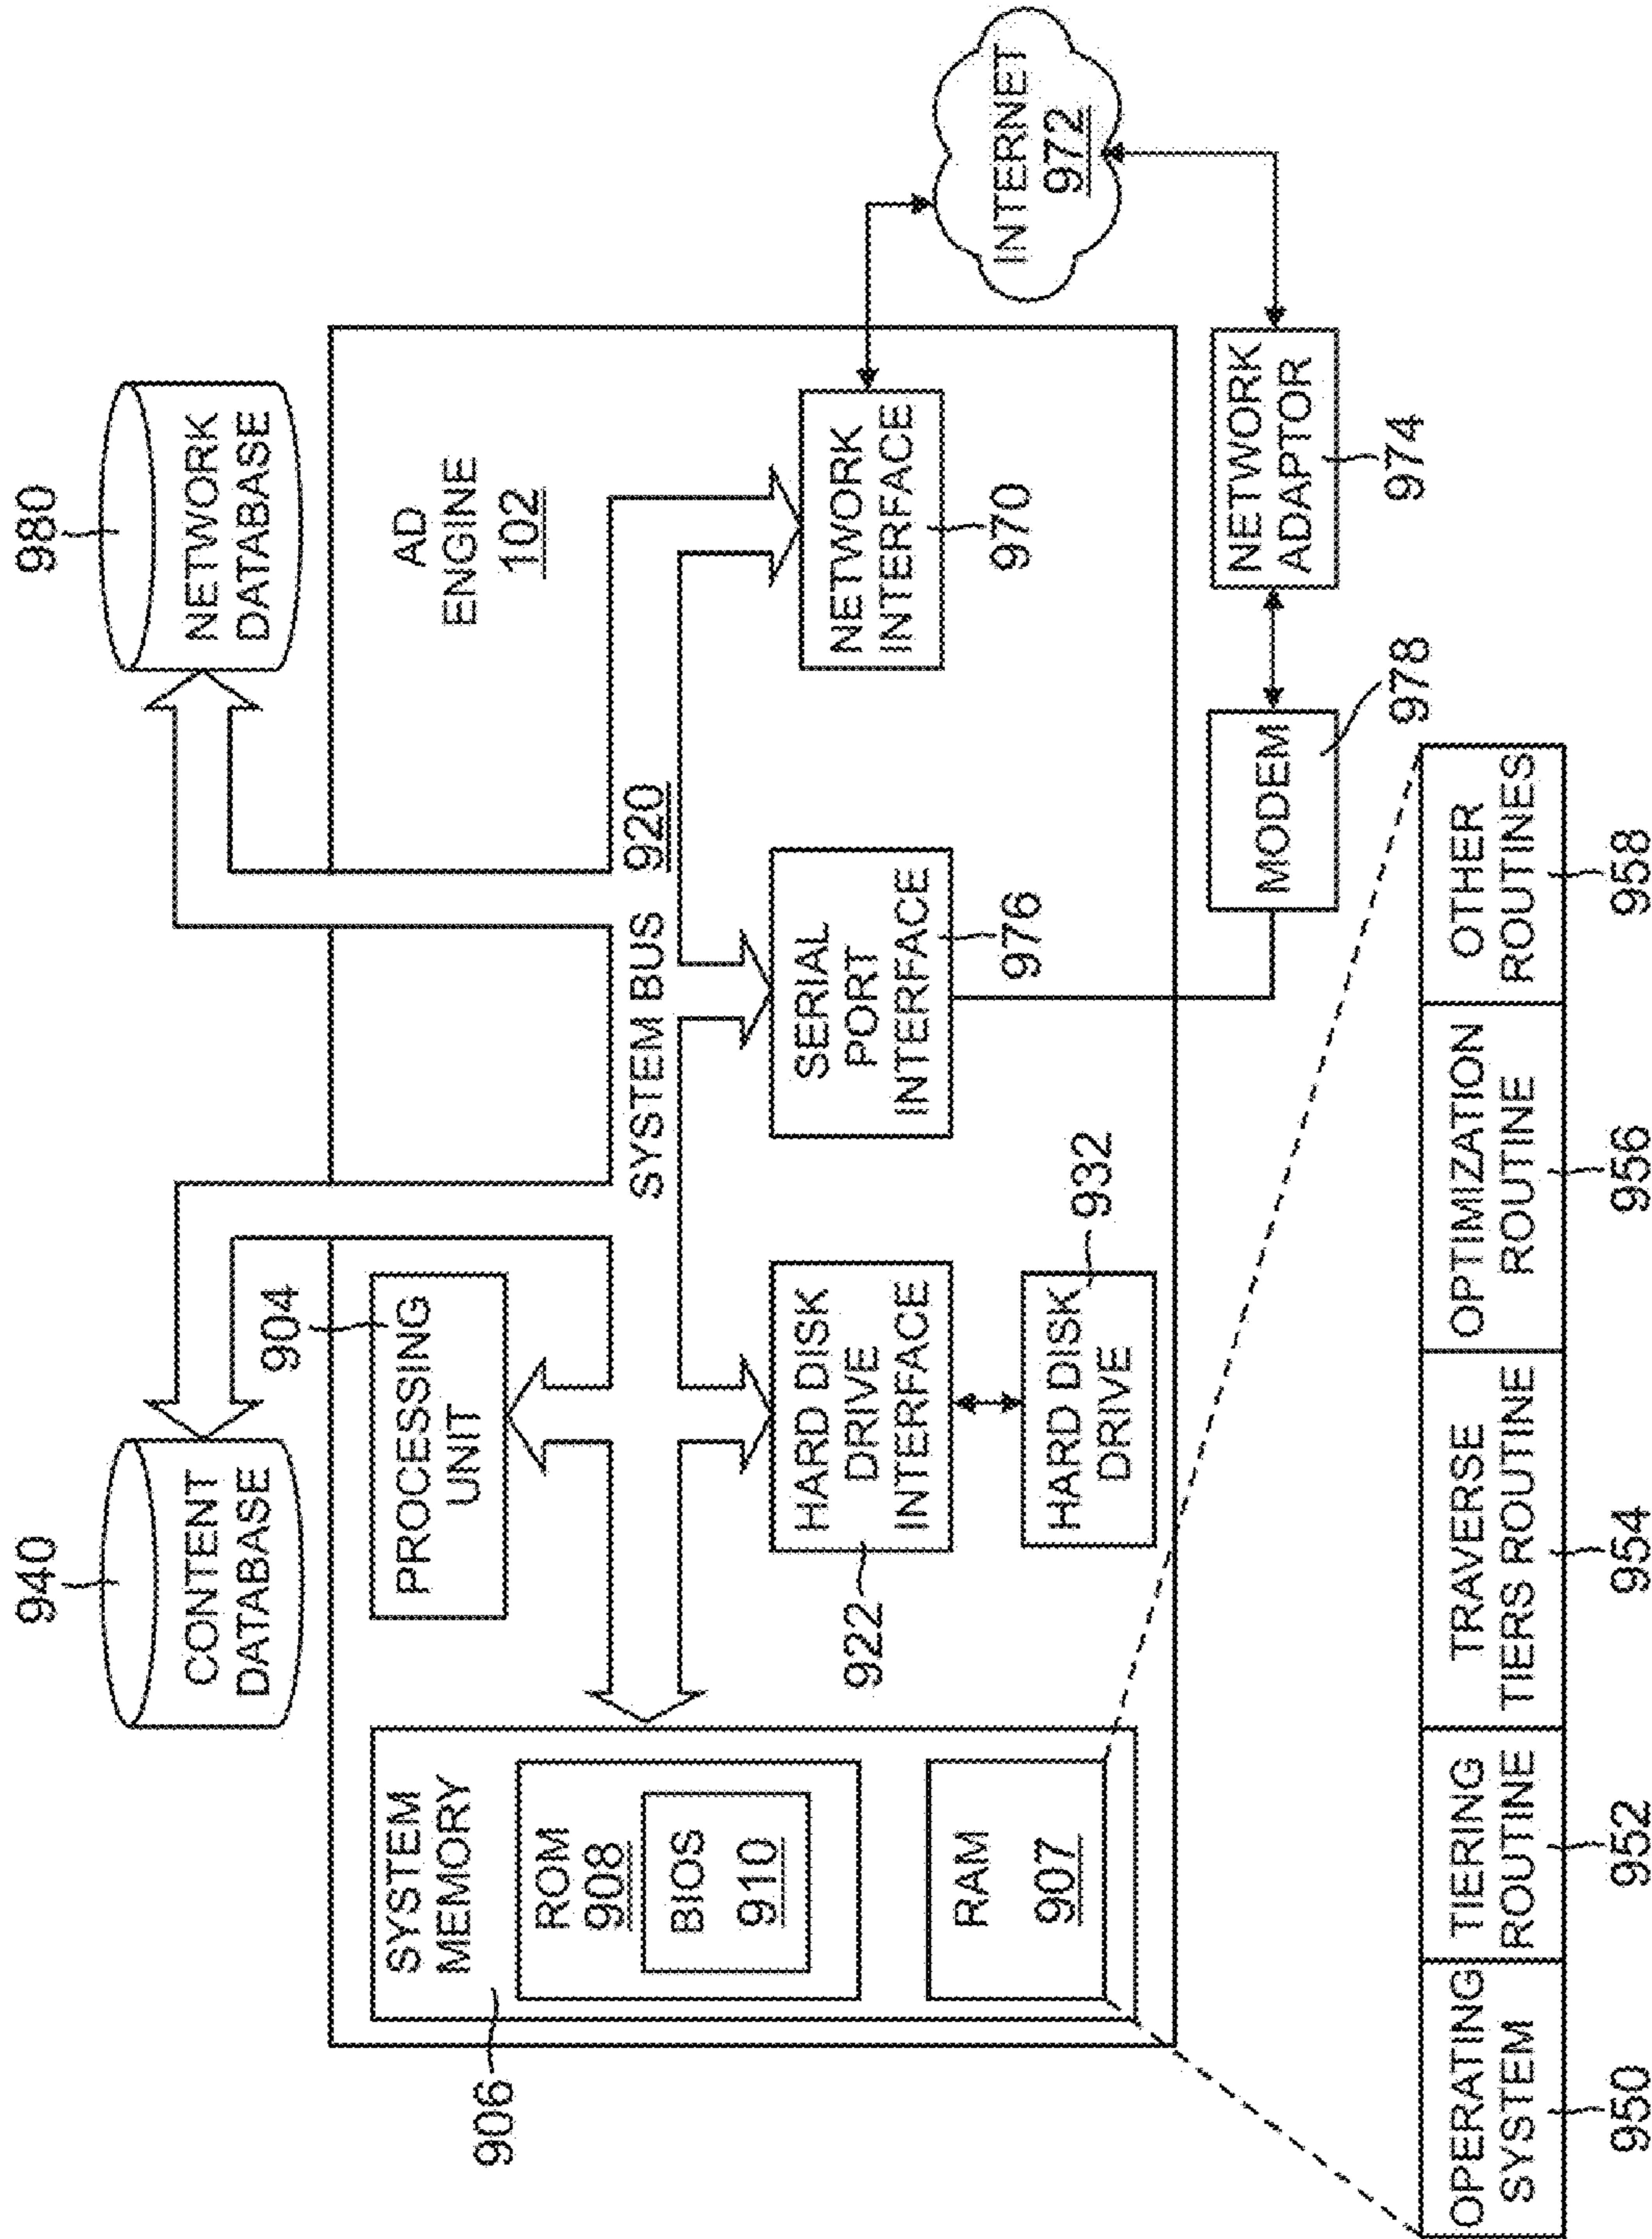 940
CONTENT
DATABASE
980
NETWORK
DATABASE
904
PROCESSING
UNIT
AD
ENGINE
102
906
SYSTEM
MEMORY
ROM
908
BIOS
910
RAM
907
SYSTEM BUS 920
922
HARD DISK
DRIVE
INTERFACE
HARD DISK
DRIVE
932
SERIAL
PORT
INTERFACE
976
NETWORK
INTERFACE
970
INTERNET
972
MODEM
978
NETWORK
ADAPTOR
974
OPERATING
SYSTEM
950
TIERING
ROUTINE
952
TRAVERSE
TIERS ROUTINE
954
OPTIMIZATION
ROUTINE
956
OTHER
ROUTINES
958